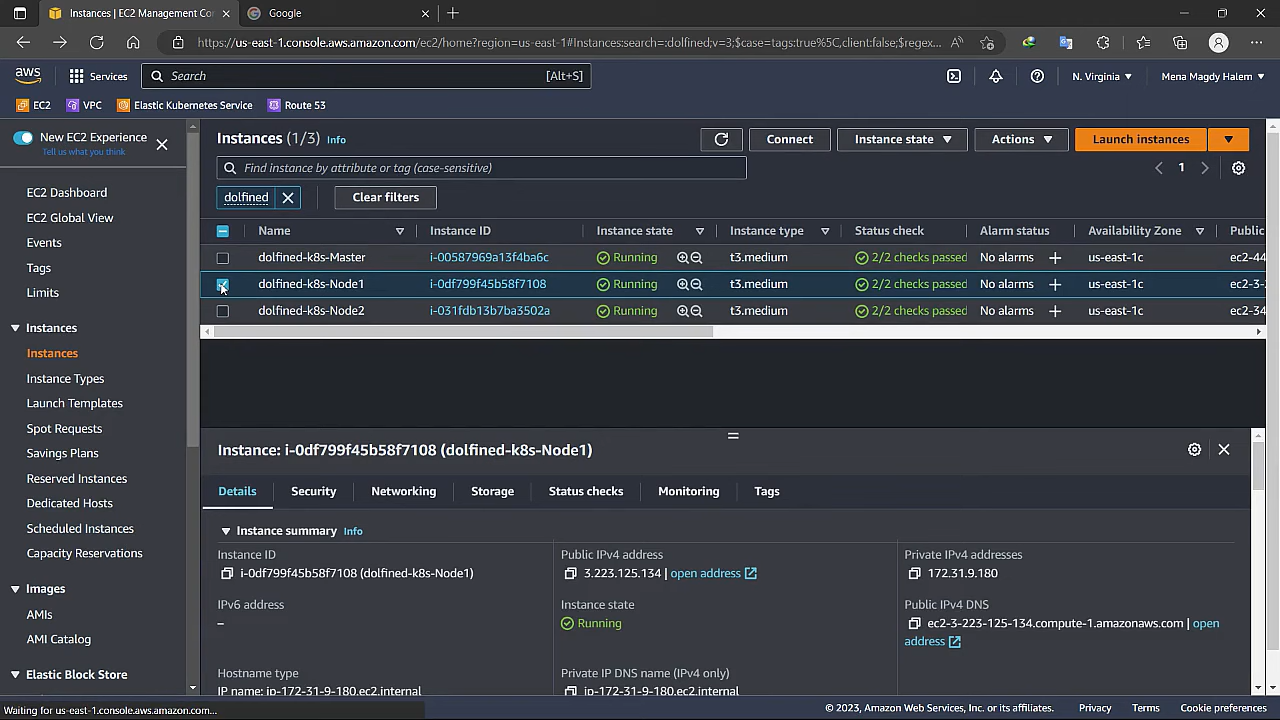 Instances | EC2 Management Co
Google
https://us-east-1.console.aws.amazon.com/ec2/home?region=us-east-1#Instances:search=:dolfined;v=3;$case=tags:true%5C,client:false;$regex...
aws
Services
Search
[Alt+S]
N. Virginia
Mena Magdy Halem
EC2
VPC
Elastic Kubernetes Service
Route 53
New EC2 Experience
Tell us what you think
EC2 Dashboard
EC2 Global View
Events
Tags
Limits
Instances
Instances
Instance Types
Launch Templates
Spot Requests
Savings Plans
Reserved Instances
Dedicated Hosts
Scheduled Instances
Capacity Reservations
Images
AMIs
AMI Catalog
Elastic Block Store
Instances (1/3) Info
Connect
Instance state
Actions
Launch instances
Find instance by attribute or tag (case-sensitive)
1
dolfined
Clear filters
Name Instance ID Instance state Instance type Status check Alarm status Availability Zone Public
dolfined-k8s-Master i-00587969a13f4ba6c Running t3.medium 2/2 checks passed No alarms us-east-1c ec2-44
dolfined-k8s-Node1 i-0df799f45b58f7108 Running t3.medium 2/2 checks passed No alarms us-east-1c ec2-3-
dolfined-k8s-Node2 i-031fdb13b7ba3502a Running t3.medium 2/2 checks passed No alarms us-east-1c ec2-34
Instance: i-0df799f45b58f7108 (dolfined-k8s-Node1)
Details Security Networking Storage Status checks Monitoring Tags
Instance summary Info
Instance ID
i-0df799f45b58f7108 (dolfined-k8s-Node1)
Public IPv4 address
3.223.125.134 | open address
Private IPv4 addresses
172.31.9.180
IPv6 address
–
Instance state
Running
Public IPv4 DNS
ec2-3-223-125-134.compute-1.amazonaws.com | open
address
Hostname type
IP name: ip-172-31-9-180.ec2.internal
Private IP DNS name (IPv4 only)
ip-172-31-9-180.ec2.internal
Waiting for us-east-1.console.aws.amazon.com...
© 2023, Amazon Web Services, Inc. or its affiliates.
Privacy
Terms
Cookie preferences